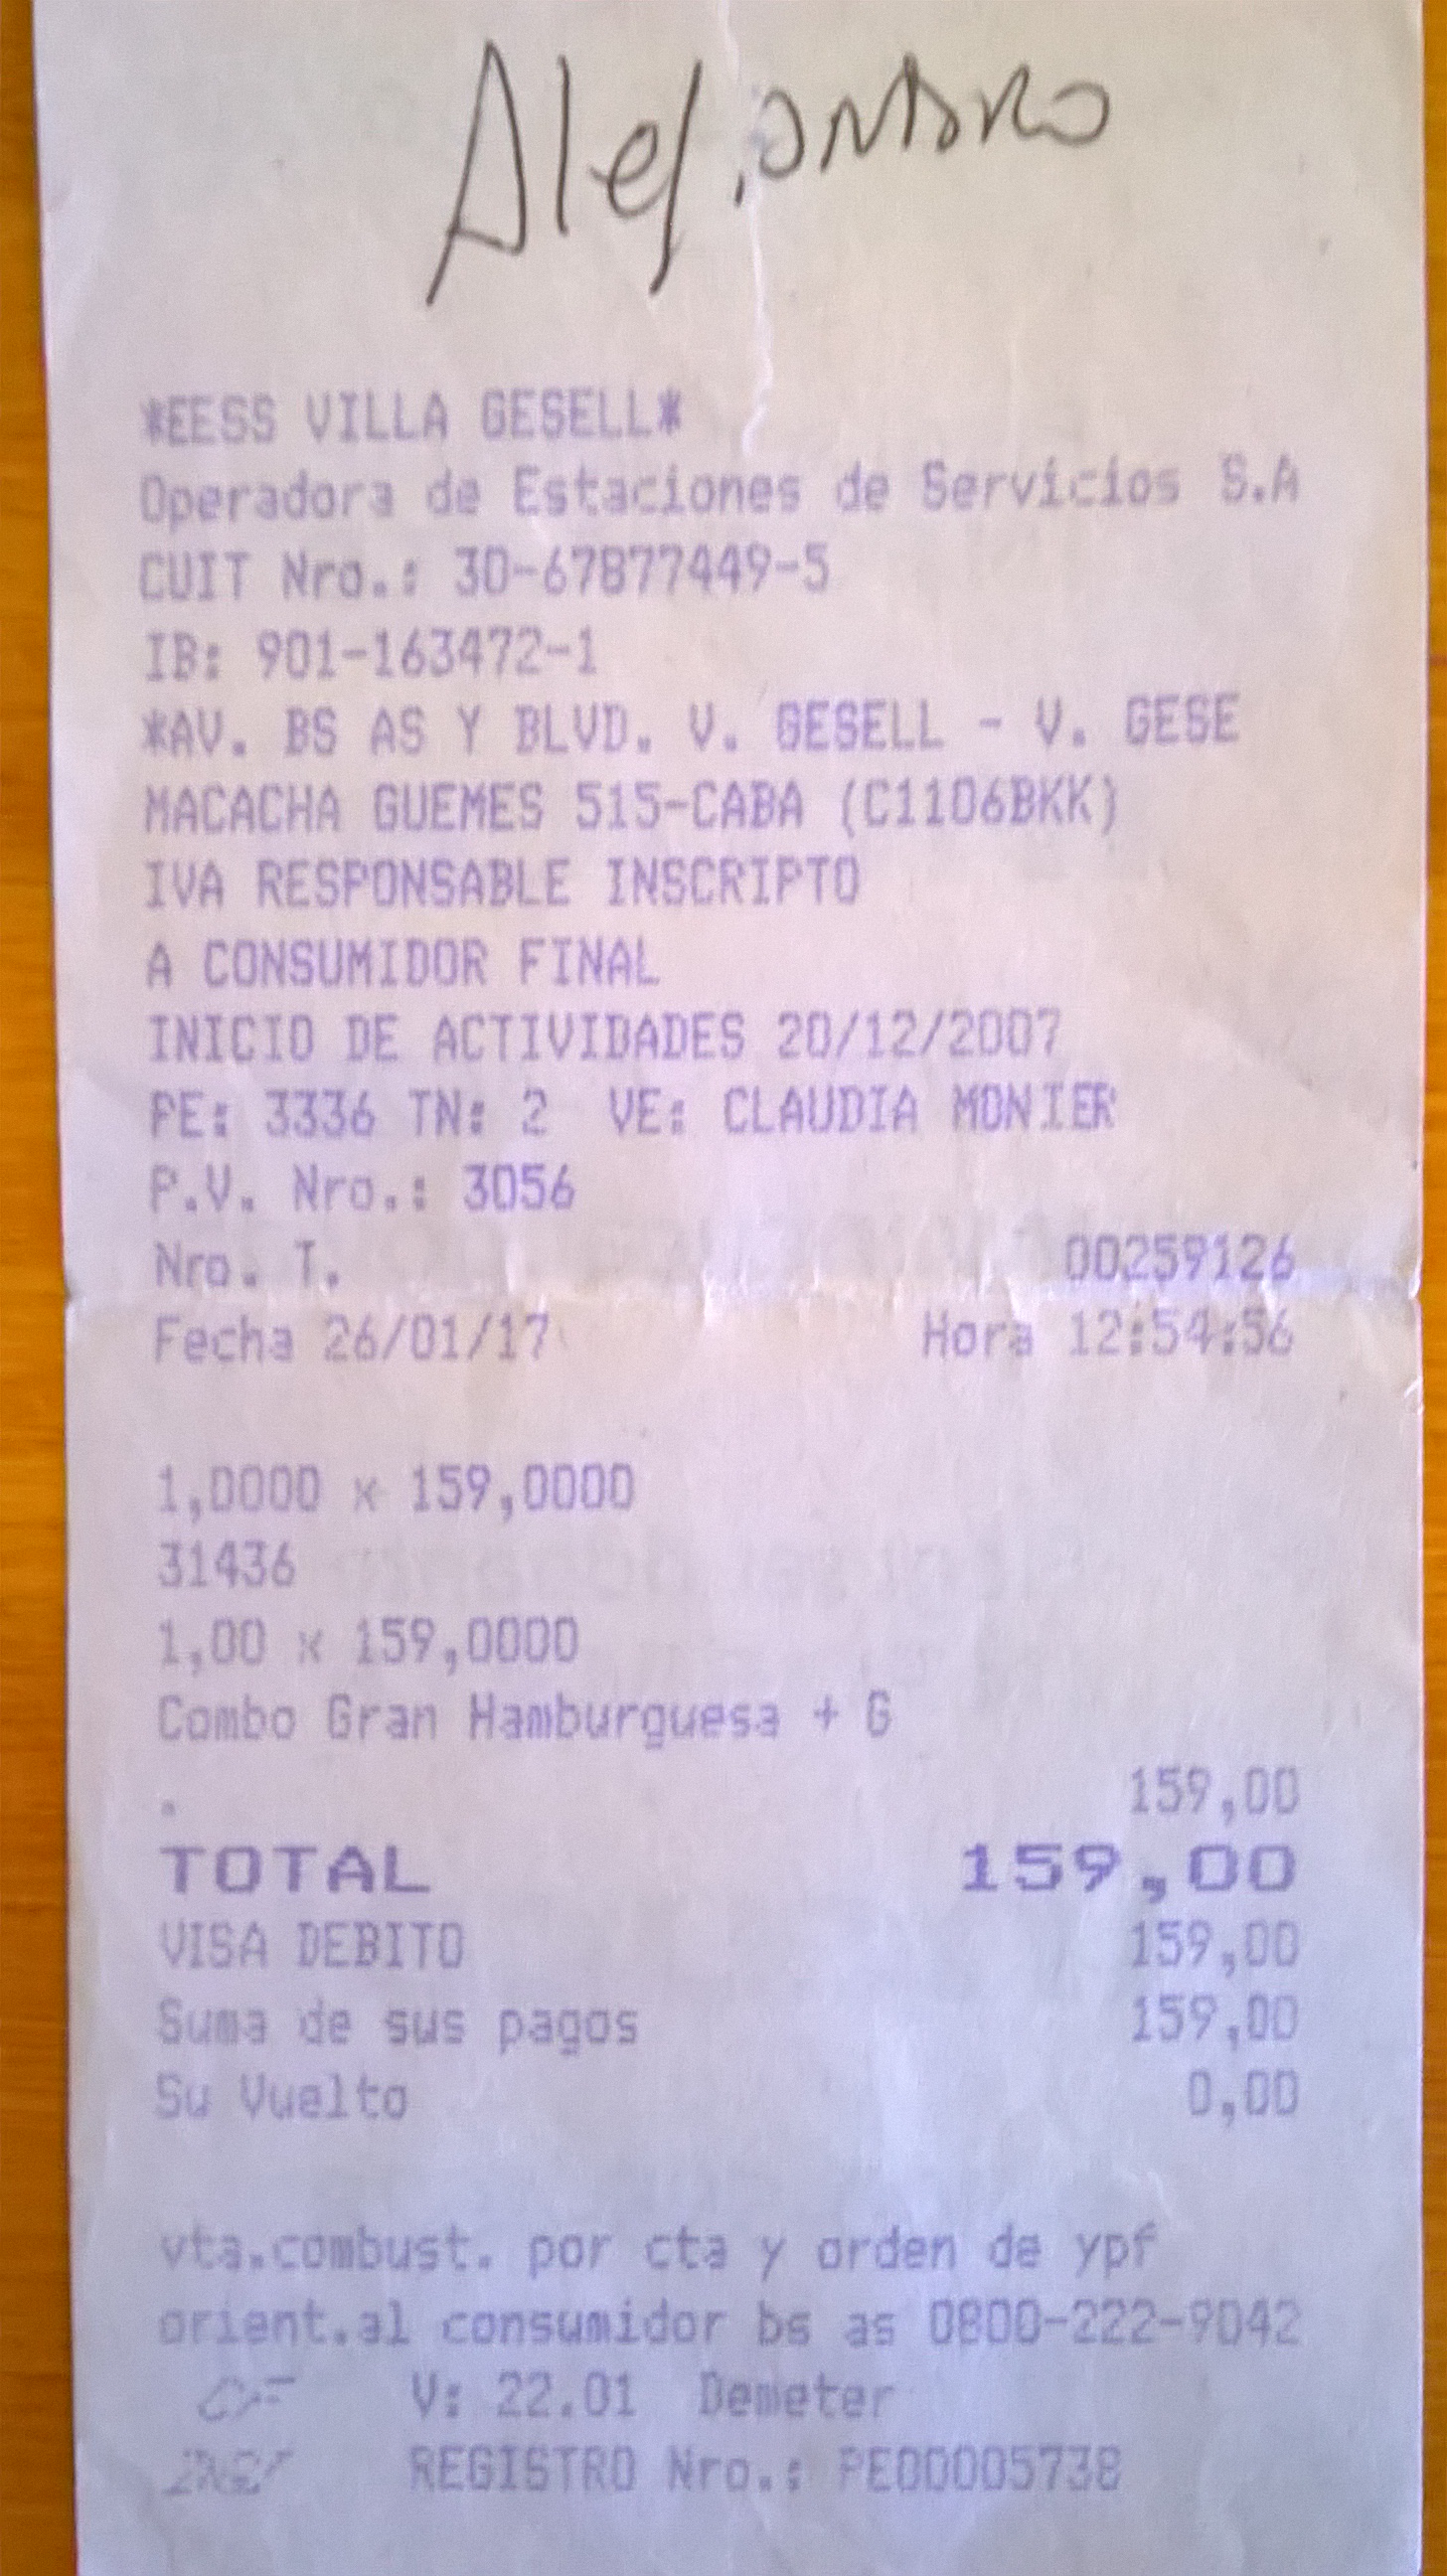 Alejandro
*EESS VILLA GESELL*
Operadora de Estaciones de Servicios S.A
CUIT Nro.: 30-67877449-5
IB: 901-163472-1
*AV. BS AS Y BLVD. V. GESELL - V. GESE
MACACHA GUEMES 515-CABA (C1106BKK)
IVA RESPONSABLE INSCRIPTO
A CONSUMIDOR FINAL
INICIO DE ACTIVIDADES 20/12/2007
PE: 3336 TN: 2 VE: CLAUDIA MONIER
P.V. Nro.: 3056
Nro. T. 00259126
Fecha 26/01/17 Hora 12:54:56
1,0000 x 159,0000
31436
1,00 x 159,0000
Combo Gran Hamburguesa + G
. 159,00
TOTAL 159,00
VISA DEBITO 159,00
Suma de sus pagos 159,00
Su Vuelto 0,00
vta.combust. por cta y orden de ypf
orient.al consumidor bs as 0800-222-9042
CF V: 22.01 Demeter
REGISTRO Nro.: PE00005738